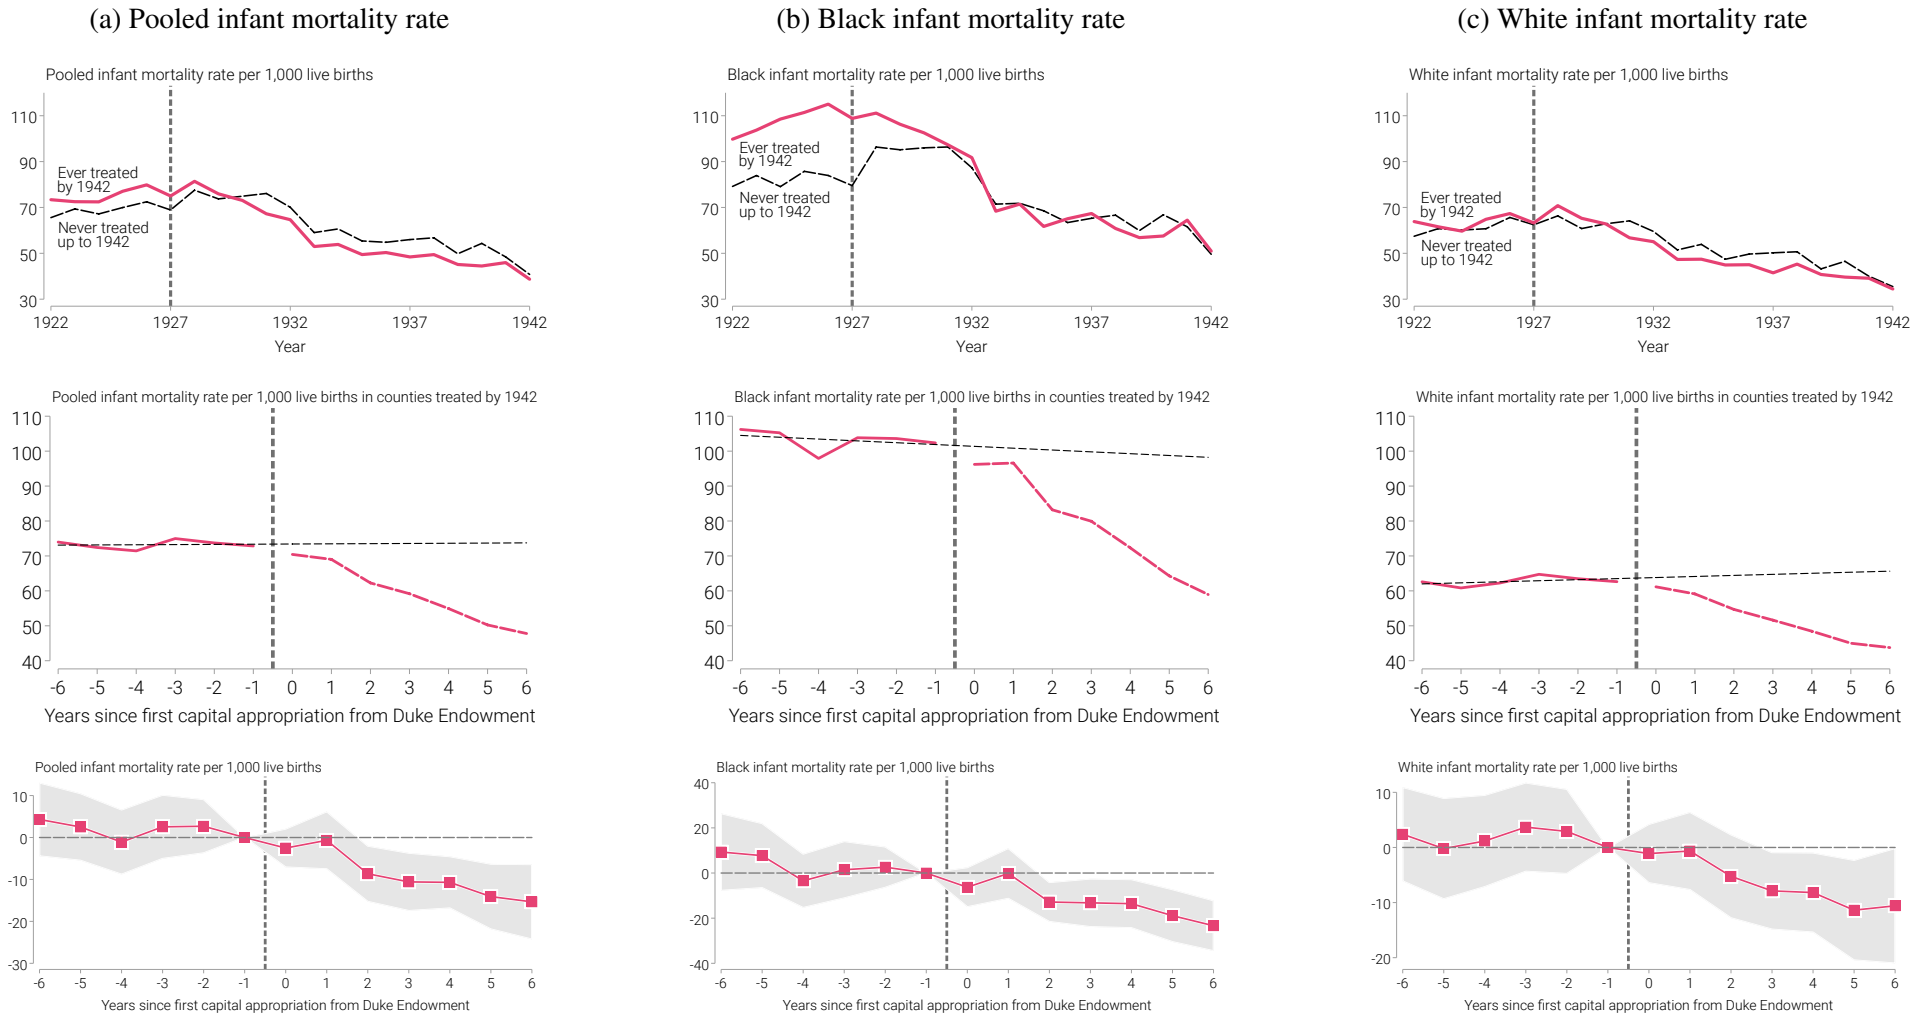 (a) Pooled infant mortality rate
(b) Black infant mortality rate
(c) White infant mortality rate
Pooled infant mortality rate per 1,000 live births
110
90
70
50
30
Ever treated
by 1942
Never treated
up to 1942
1922 1927 1932 1937 1942
Year
Black infant mortality rate per 1,000 live births
110
90
70
50
30
Ever treated
by 1942
Never treated
up to 1942
1922 1927 1932 1937 1942
Year
White infant mortality rate per 1,000 live births
110
90
70
50
30
Ever treated
by 1942
Never treated
up to 1942
1922 1927 1932 1937 1942
Year
Pooled infant mortality rate per 1,000 live births in counties treated by 1942
110
100
90
80
70
60
50
40
-6 -5 -4 -3 -2 -1 0 1 2 3 4 5 6
Years since first capital appropriation from Duke Endowment
Black infant mortality rate per 1,000 live births in counties treated by 1942
110
100
90
80
70
60
50
40
-6 -5 -4 -3 -2 -1 0 1 2 3 4 5 6
Years since first capital appropriation from Duke Endowment
White infant mortality rate per 1,000 live births in counties treated by 1942
110
100
90
80
70
60
50
40
-6 -5 -4 -3 -2 -1 0 1 2 3 4 5 6
Years since first capital appropriation from Duke Endowment
Pooled infant mortality rate per 1,000 live births
10
0
-10
-20
-30
-6 -5 -4 -3 -2 -1 0 1 2 3 4 5 6
Years since first capital appropriation from Duke Endowment
Black infant mortality rate per 1,000 live births
40
20
0
-20
-40
-6 -5 -4 -3 -2 -1 0 1 2 3 4 5 6
Years since first capital appropriation from Duke Endowment
White infant mortality rate per 1,000 live births
10
0
-10
-20
-6 -5 -4 -3 -2 -1 0 1 2 3 4 5 6
Years since first capital appropriation from Duke Endowment